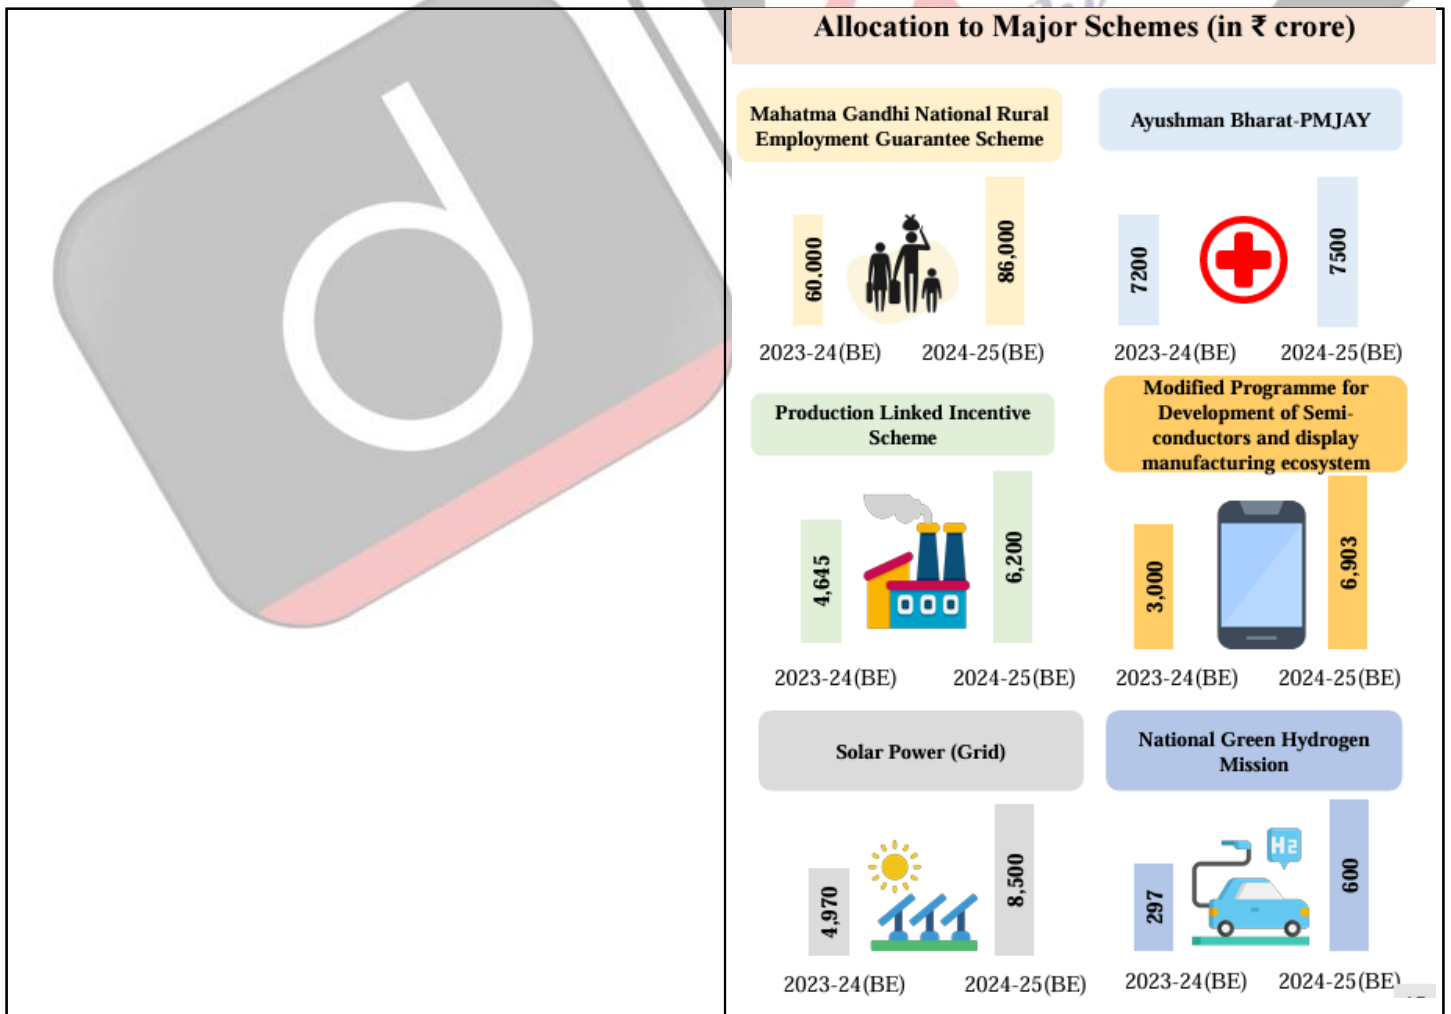 Allocation to Major Schemes (in ₹ crore)
Mahatma Gandhi National Rural
Employment Guarantee Scheme
60.000
86,000
2023-24(BE)
2024-25(BE)
Ayushman Bharat-PMJAY
7200
7500
2023-24(BE)
2024-25(BE)
Production Linked Incentive
Scheme
4,645
6,200
2023-24(BE)
2024-25(BE)
Modified Programme for
Development of Semi-
conductors and display
manufacturing ecosystem
3,000
6,903
2023-24(BE)
2024-25(BE)
Solar Power (Grid)
4,970
8,500
2023-24(BE)
2024-25(BE)
National Green Hydrogen
Mission
H2
297
600
2023-24(BE)
2024-25(BE)
d